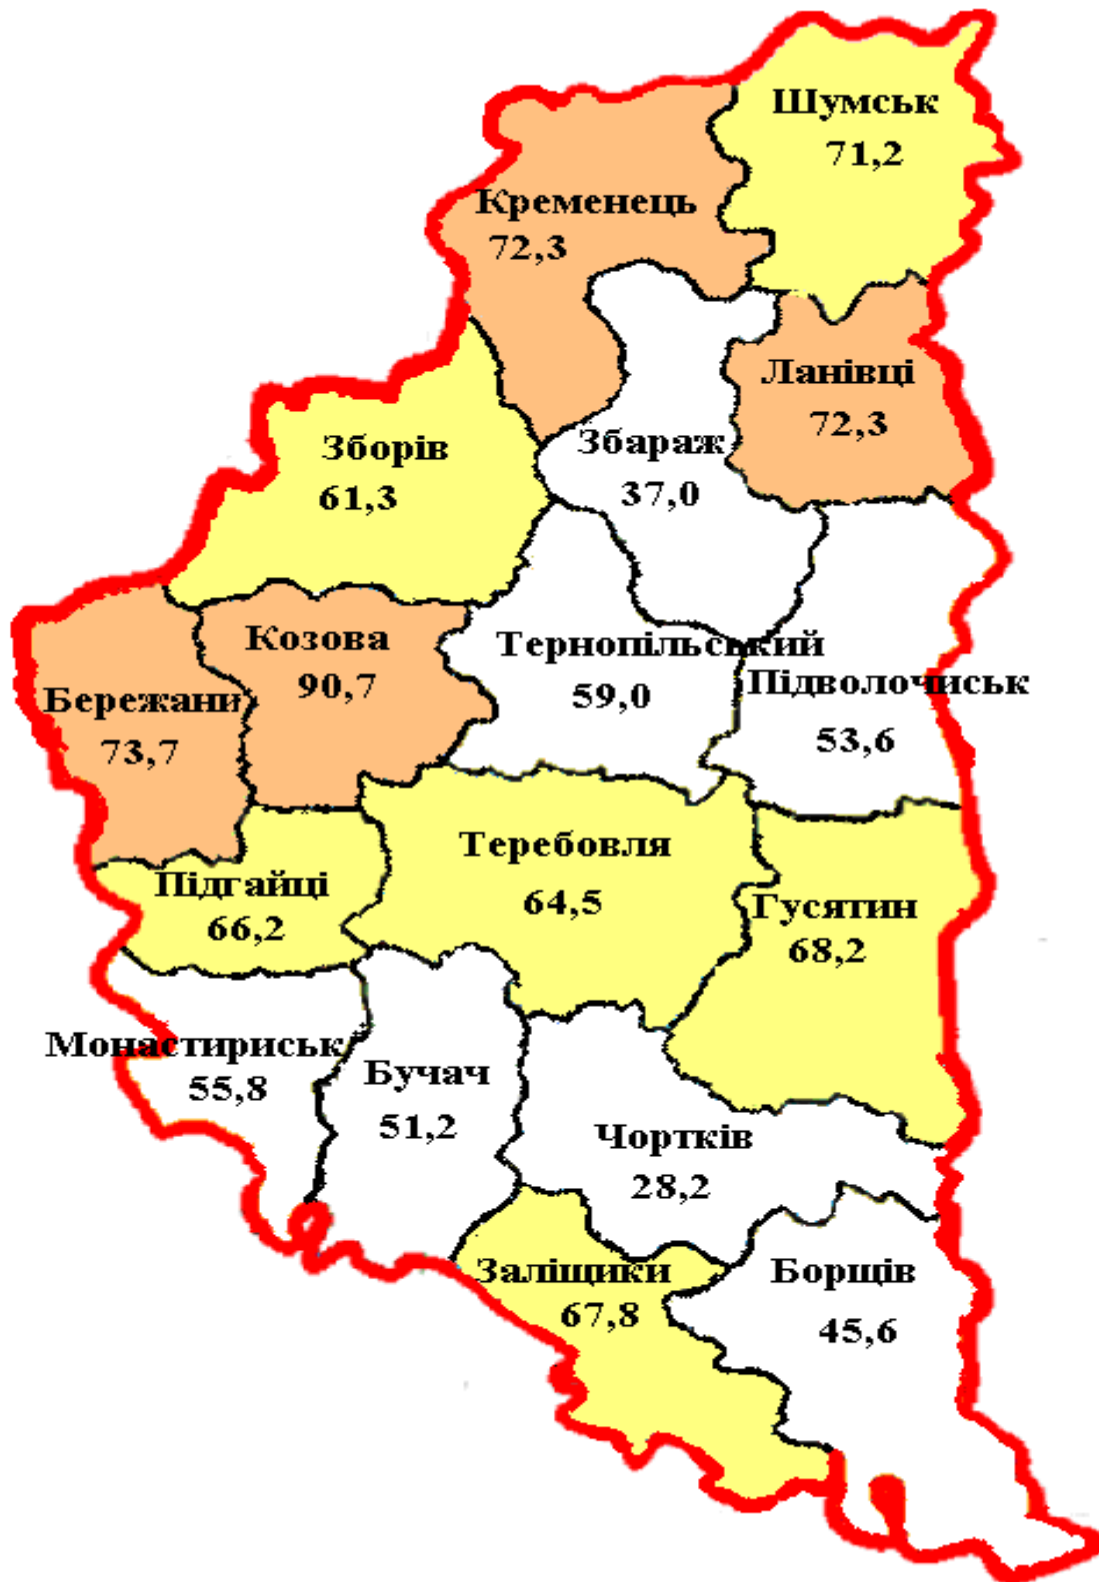 Шумськ
71,2
Кременець
72,3
Ланівці
72,3
Зборів
61,3
Збараж
37,0
Козова
90,7
Тернопільський
59,0
Підволочиськ
53,6
Бережани
73,7
Теребовля
64,5
Підгайці
66,2
Гусятин
68,2
Монастириськ
55,8
Бучач
51,2
Чортків
28,2
Заліщики
67,8
Борщів
45,6